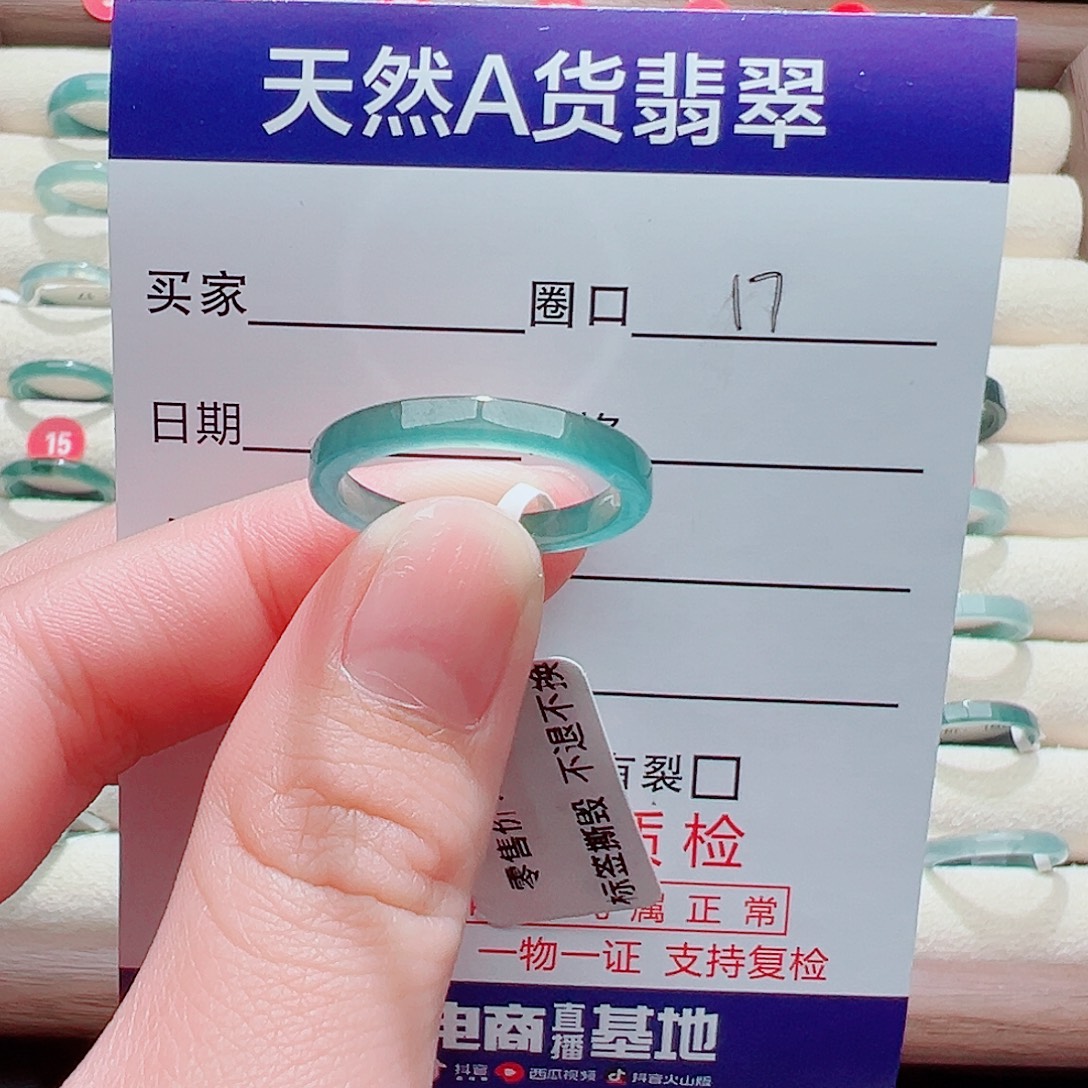 天然A货翡翠
买家 圈口 17
日期
15
有裂□
质检
属正常
零售价
标签撕毁 不退不换
一物一证 支持复检
电商直播基地
抖音 西瓜视频 抖音火山版